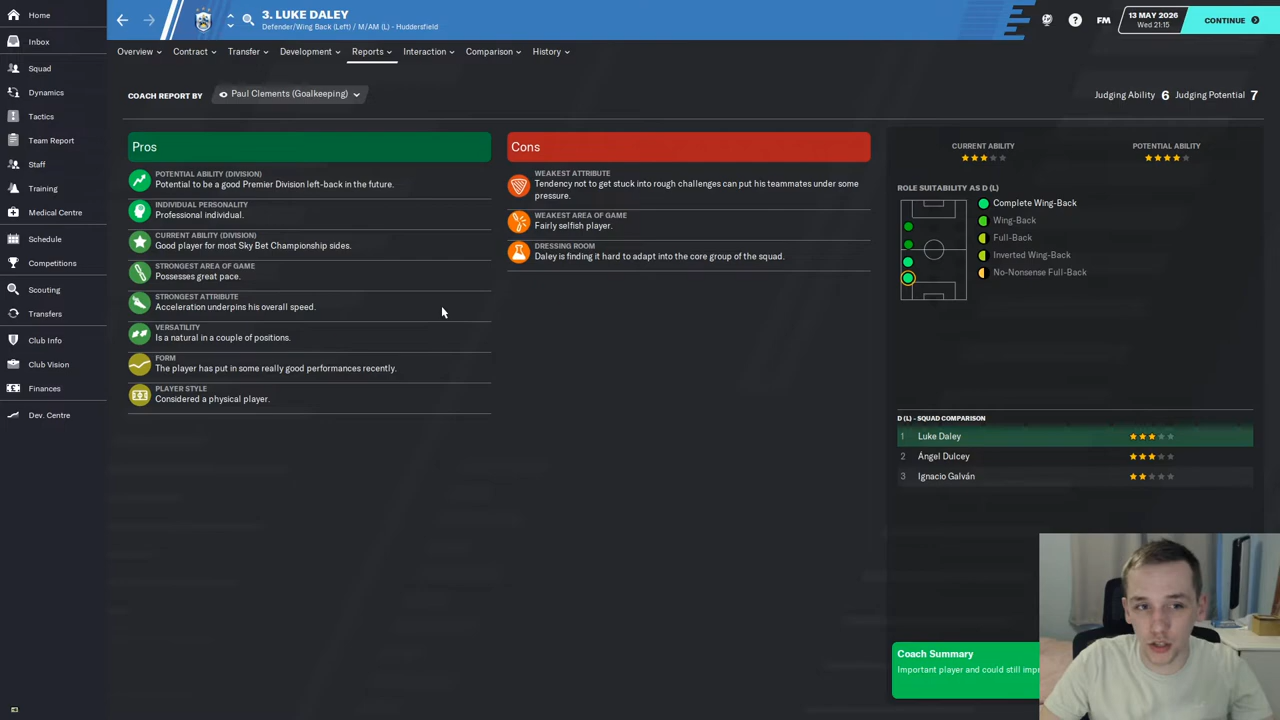 Home
3. LUKE DALEY
Defender/Wing Back (Left) / M/AM (L) - Huddersfield
FM
13 MAY 2026
Wed 21:15
CONTINUE
Inbox
Overview
Contract
Transfer
Development
Reports
Interaction
Comparison
History
Squad
Dynamics
Tactics
Team Report
Staff
Training
Medical Centre
Schedule
Competitions
Scouting
Transfers
Club Info
Club Vision
Finances
Dev. Centre
COACH REPORT BY
Paul Clements (Goalkeeping)
Judging Ability 6 Judging Potential 7
Pros
POTENTIAL ABILITY (DIVISION)
Potential to be a good Premier Division left-back in the future.
INDIVIDUAL PERSONALITY
Professional individual.
CURRENT ABILITY (DIVISION)
Good player for most Sky Bet Championship sides.
STRONGEST AREA OF GAME
Possesses great pace.
STRONGEST ATTRIBUTE
Acceleration underpins his overall speed.
VERSATILITY
Is a natural in a couple of positions.
FORM
The player has put in some really good performances recently.
PLAYER STYLE
Considered a physical player.
Cons
WEAKEST ATTRIBUTE
Tendency not to get stuck into rough challenges can put his teammates under some
pressure.
WEAKEST AREA OF GAME
Fairly selfish player.
DRESSING ROOM
Daley is finding it hard to adapt into the core group of the squad.
CURRENT ABILITY
POTENTIAL ABILITY
ROLE SUITABILITY AS D (L)
Complete Wing-Back
Wing-Back
Full-Back
Inverted Wing-Back
No-Nonsense Full-Back
D (L) - SQUAD COMPARISON
1 Luke Daley
2 Ángel Dulcey
3 Ignacio Galván
Coach Summary
Important player and could still